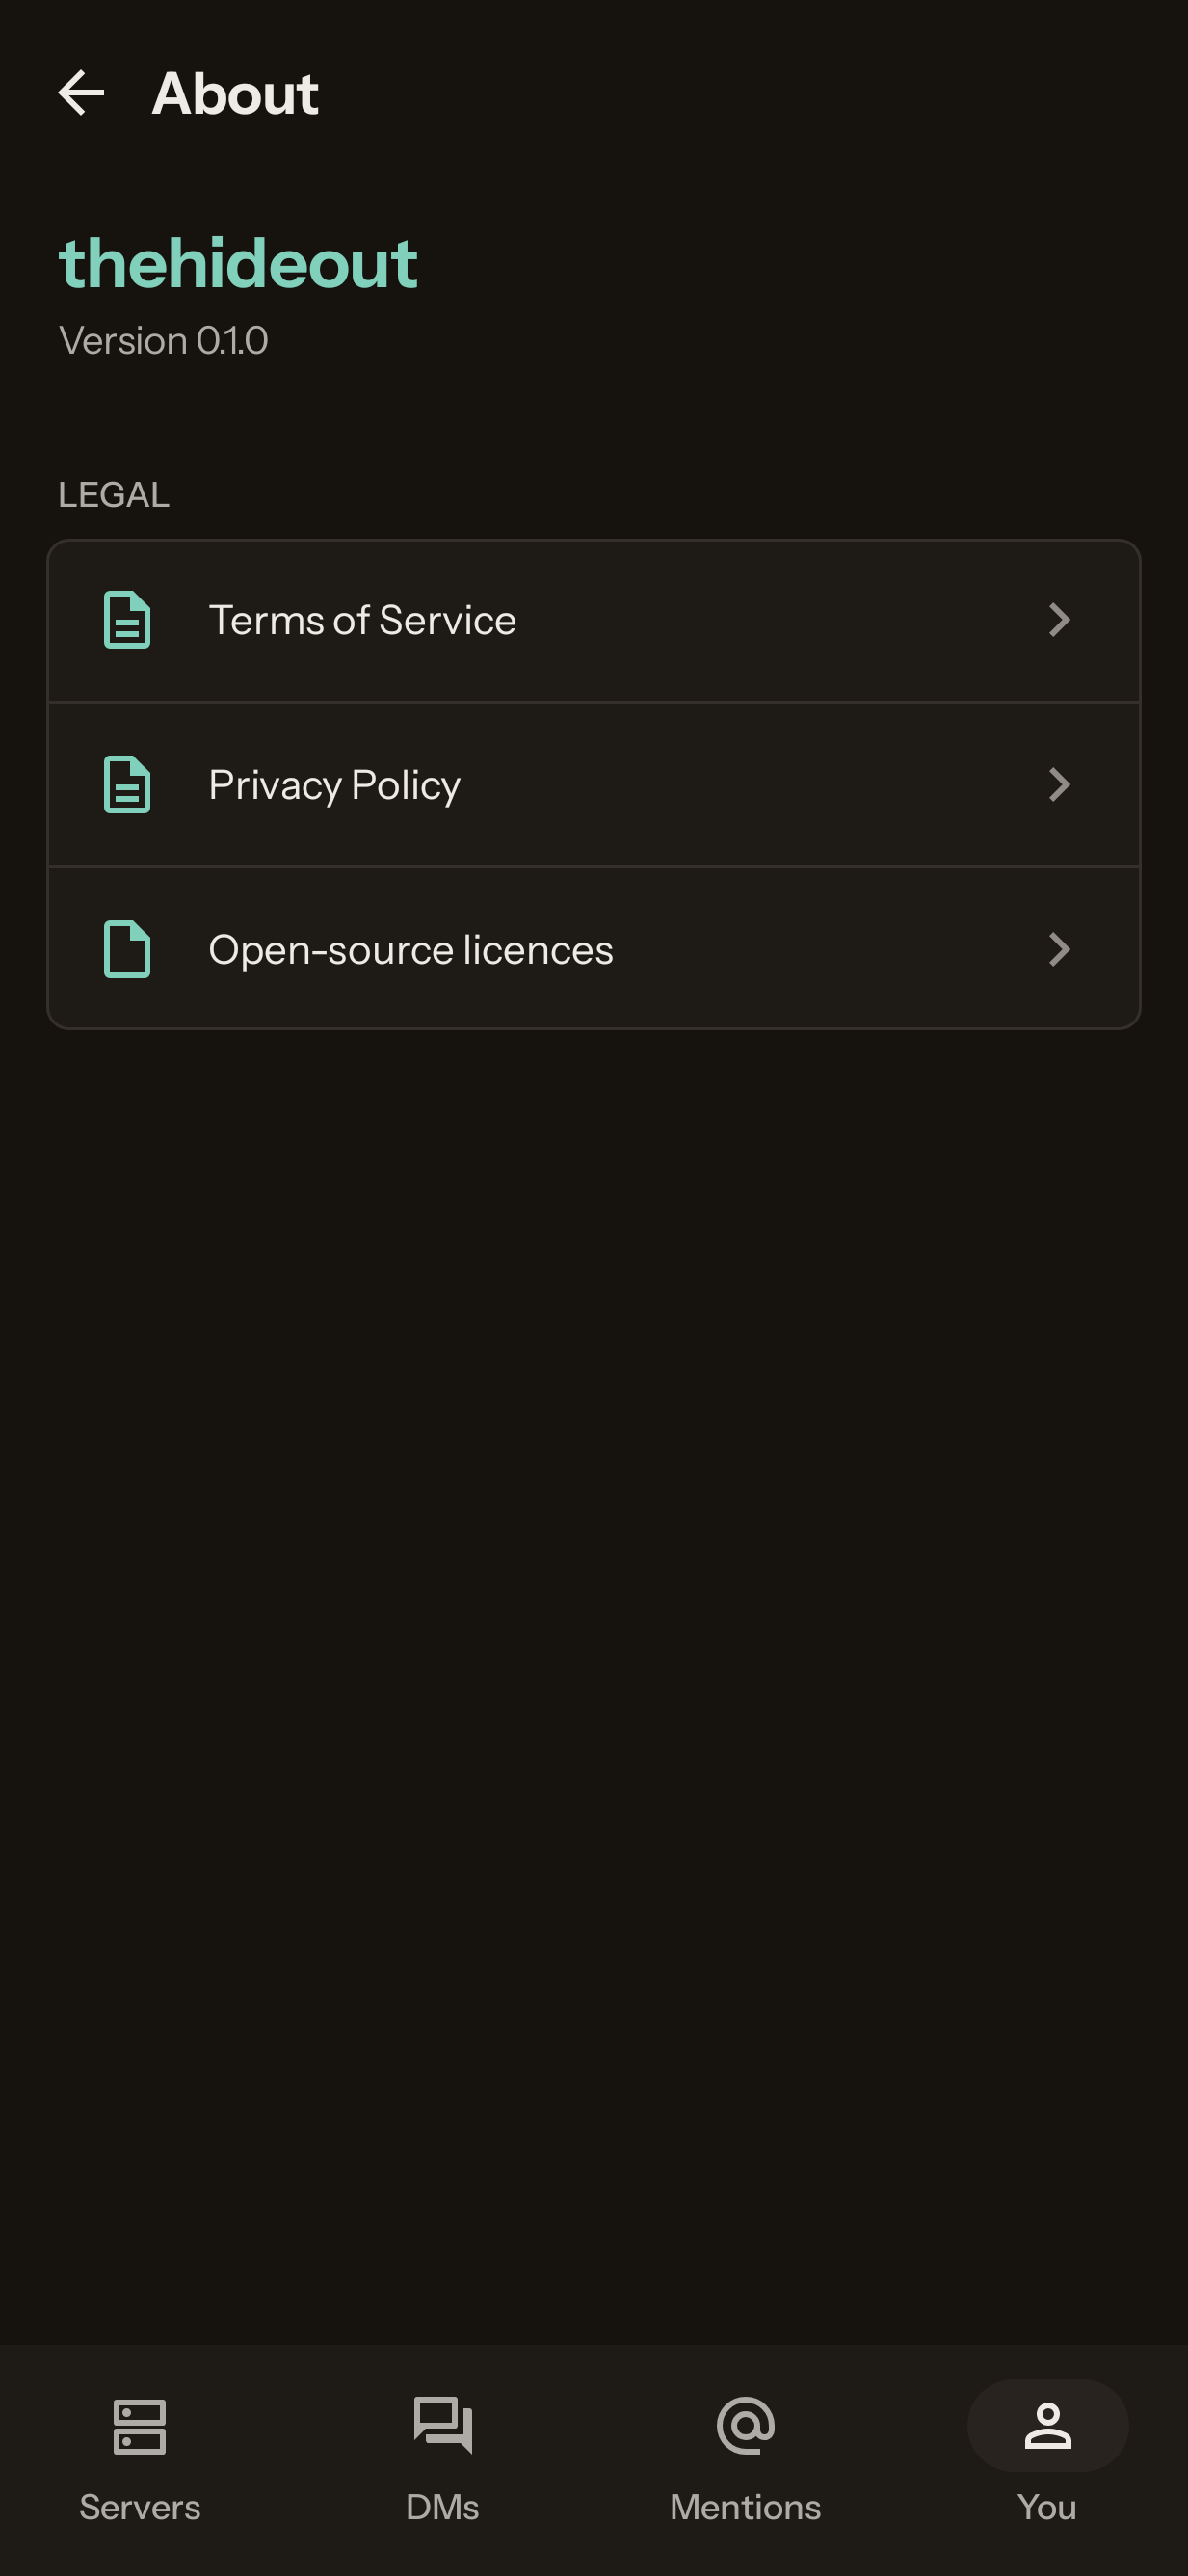 About
thehideout
Version 0.1.0
LEGAL
Terms of Service
Privacy Policy
Open-source licences
Servers
DMs
Mentions
You